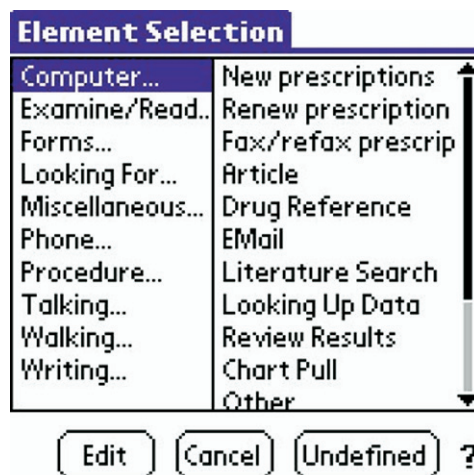 Element Selection
Computer...
Examine/Read..
Forms...
Looking For...
Miscellaneous...
Phone...
Procedure...
Talking...
Walking...
Writing...
New prescriptions
Renew prescription
Fax/refax prescrip
Article
Drug Reference
EMail
Literature Search
Looking Up Data
Review Results
Chart Pull
Other
Edit Cancel Undefined ?